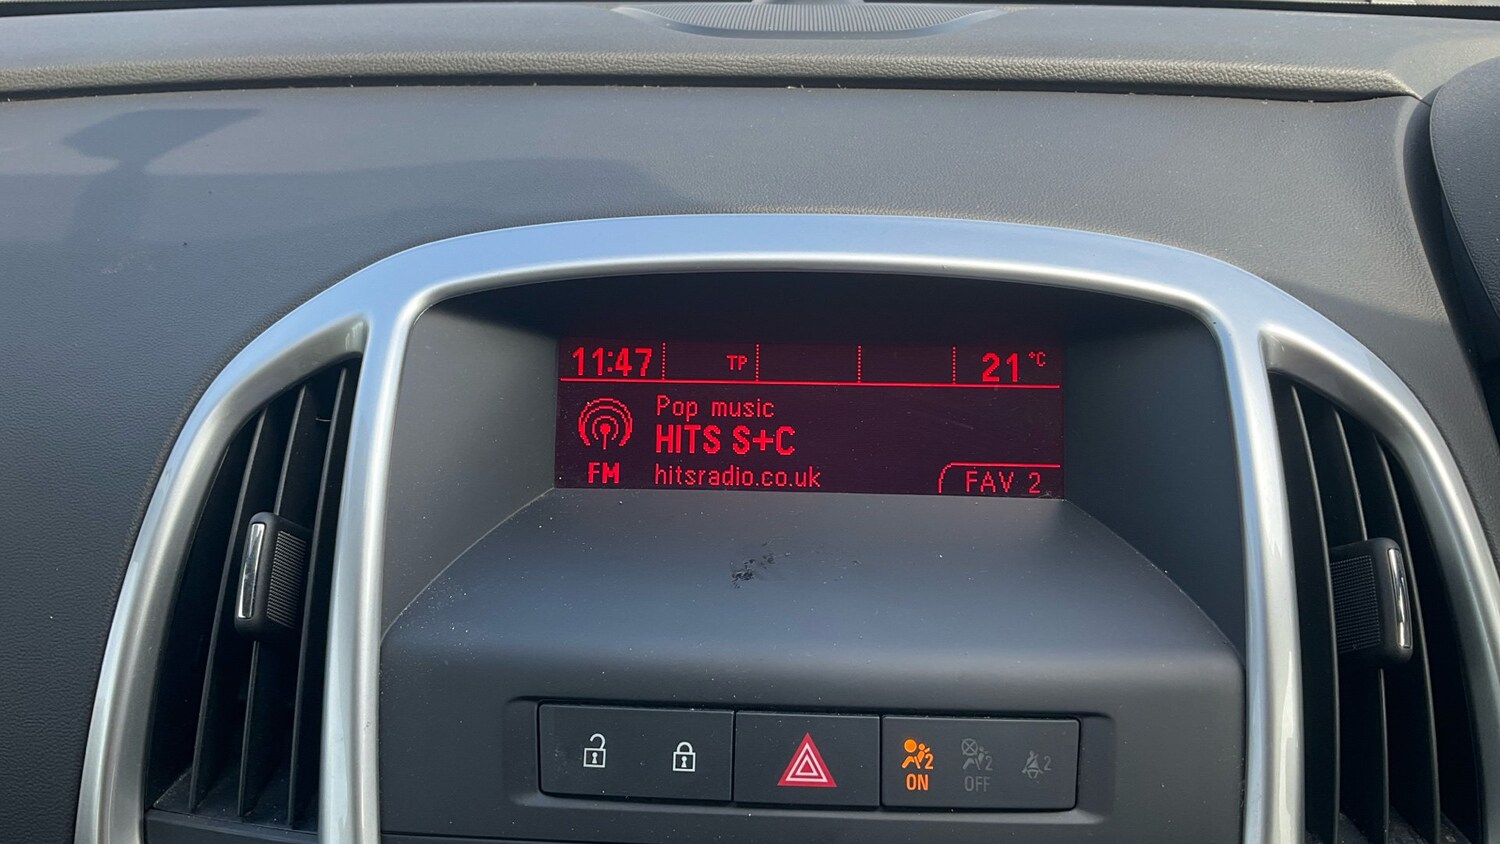 11:47 TP 21 °C
Pop music
HITS S+C
FM hitsradio.co.uk FAV 2
2 2 2
ON OFF